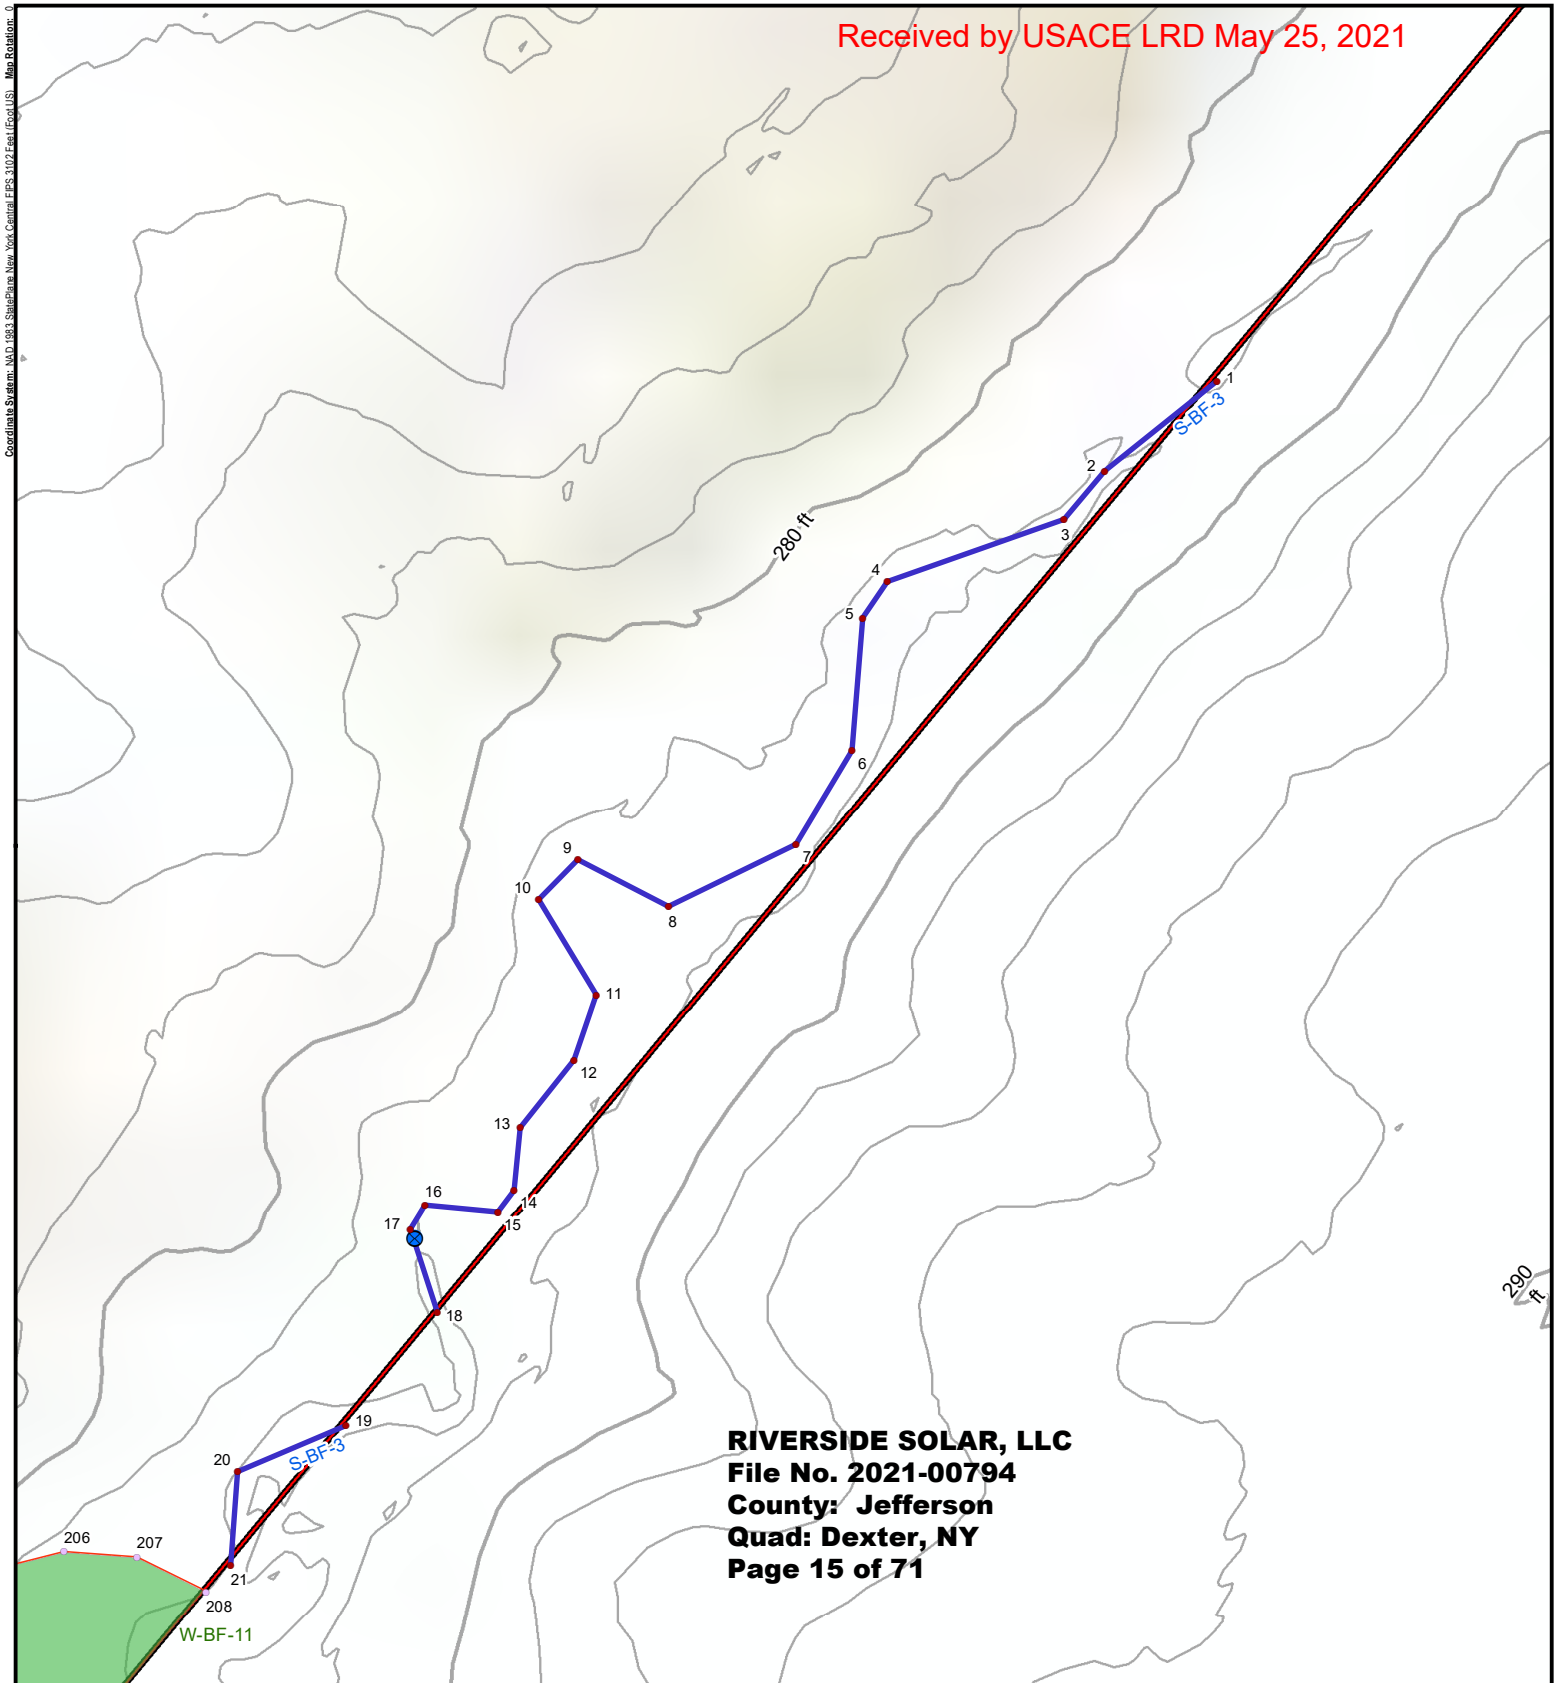 Received by USACE LRD May 25, 2021
Coordinate System: NAD 1983 StatePlane New York Central FIPS 3102 Feet (Foot US)   Map Rotation: 0
1
S-BF-3
2
280 ft
3
4
5
6
7
9
10
8
11
12
13
16
14
17
15
290
ft
18
19
S-BF-3
20
RIVERSIDE SOLAR, LLC
File No. 2021-00794
County: Jefferson
Quad: Dexter, NY
Page 15 of 71
206
207
21
208
W-BF-11